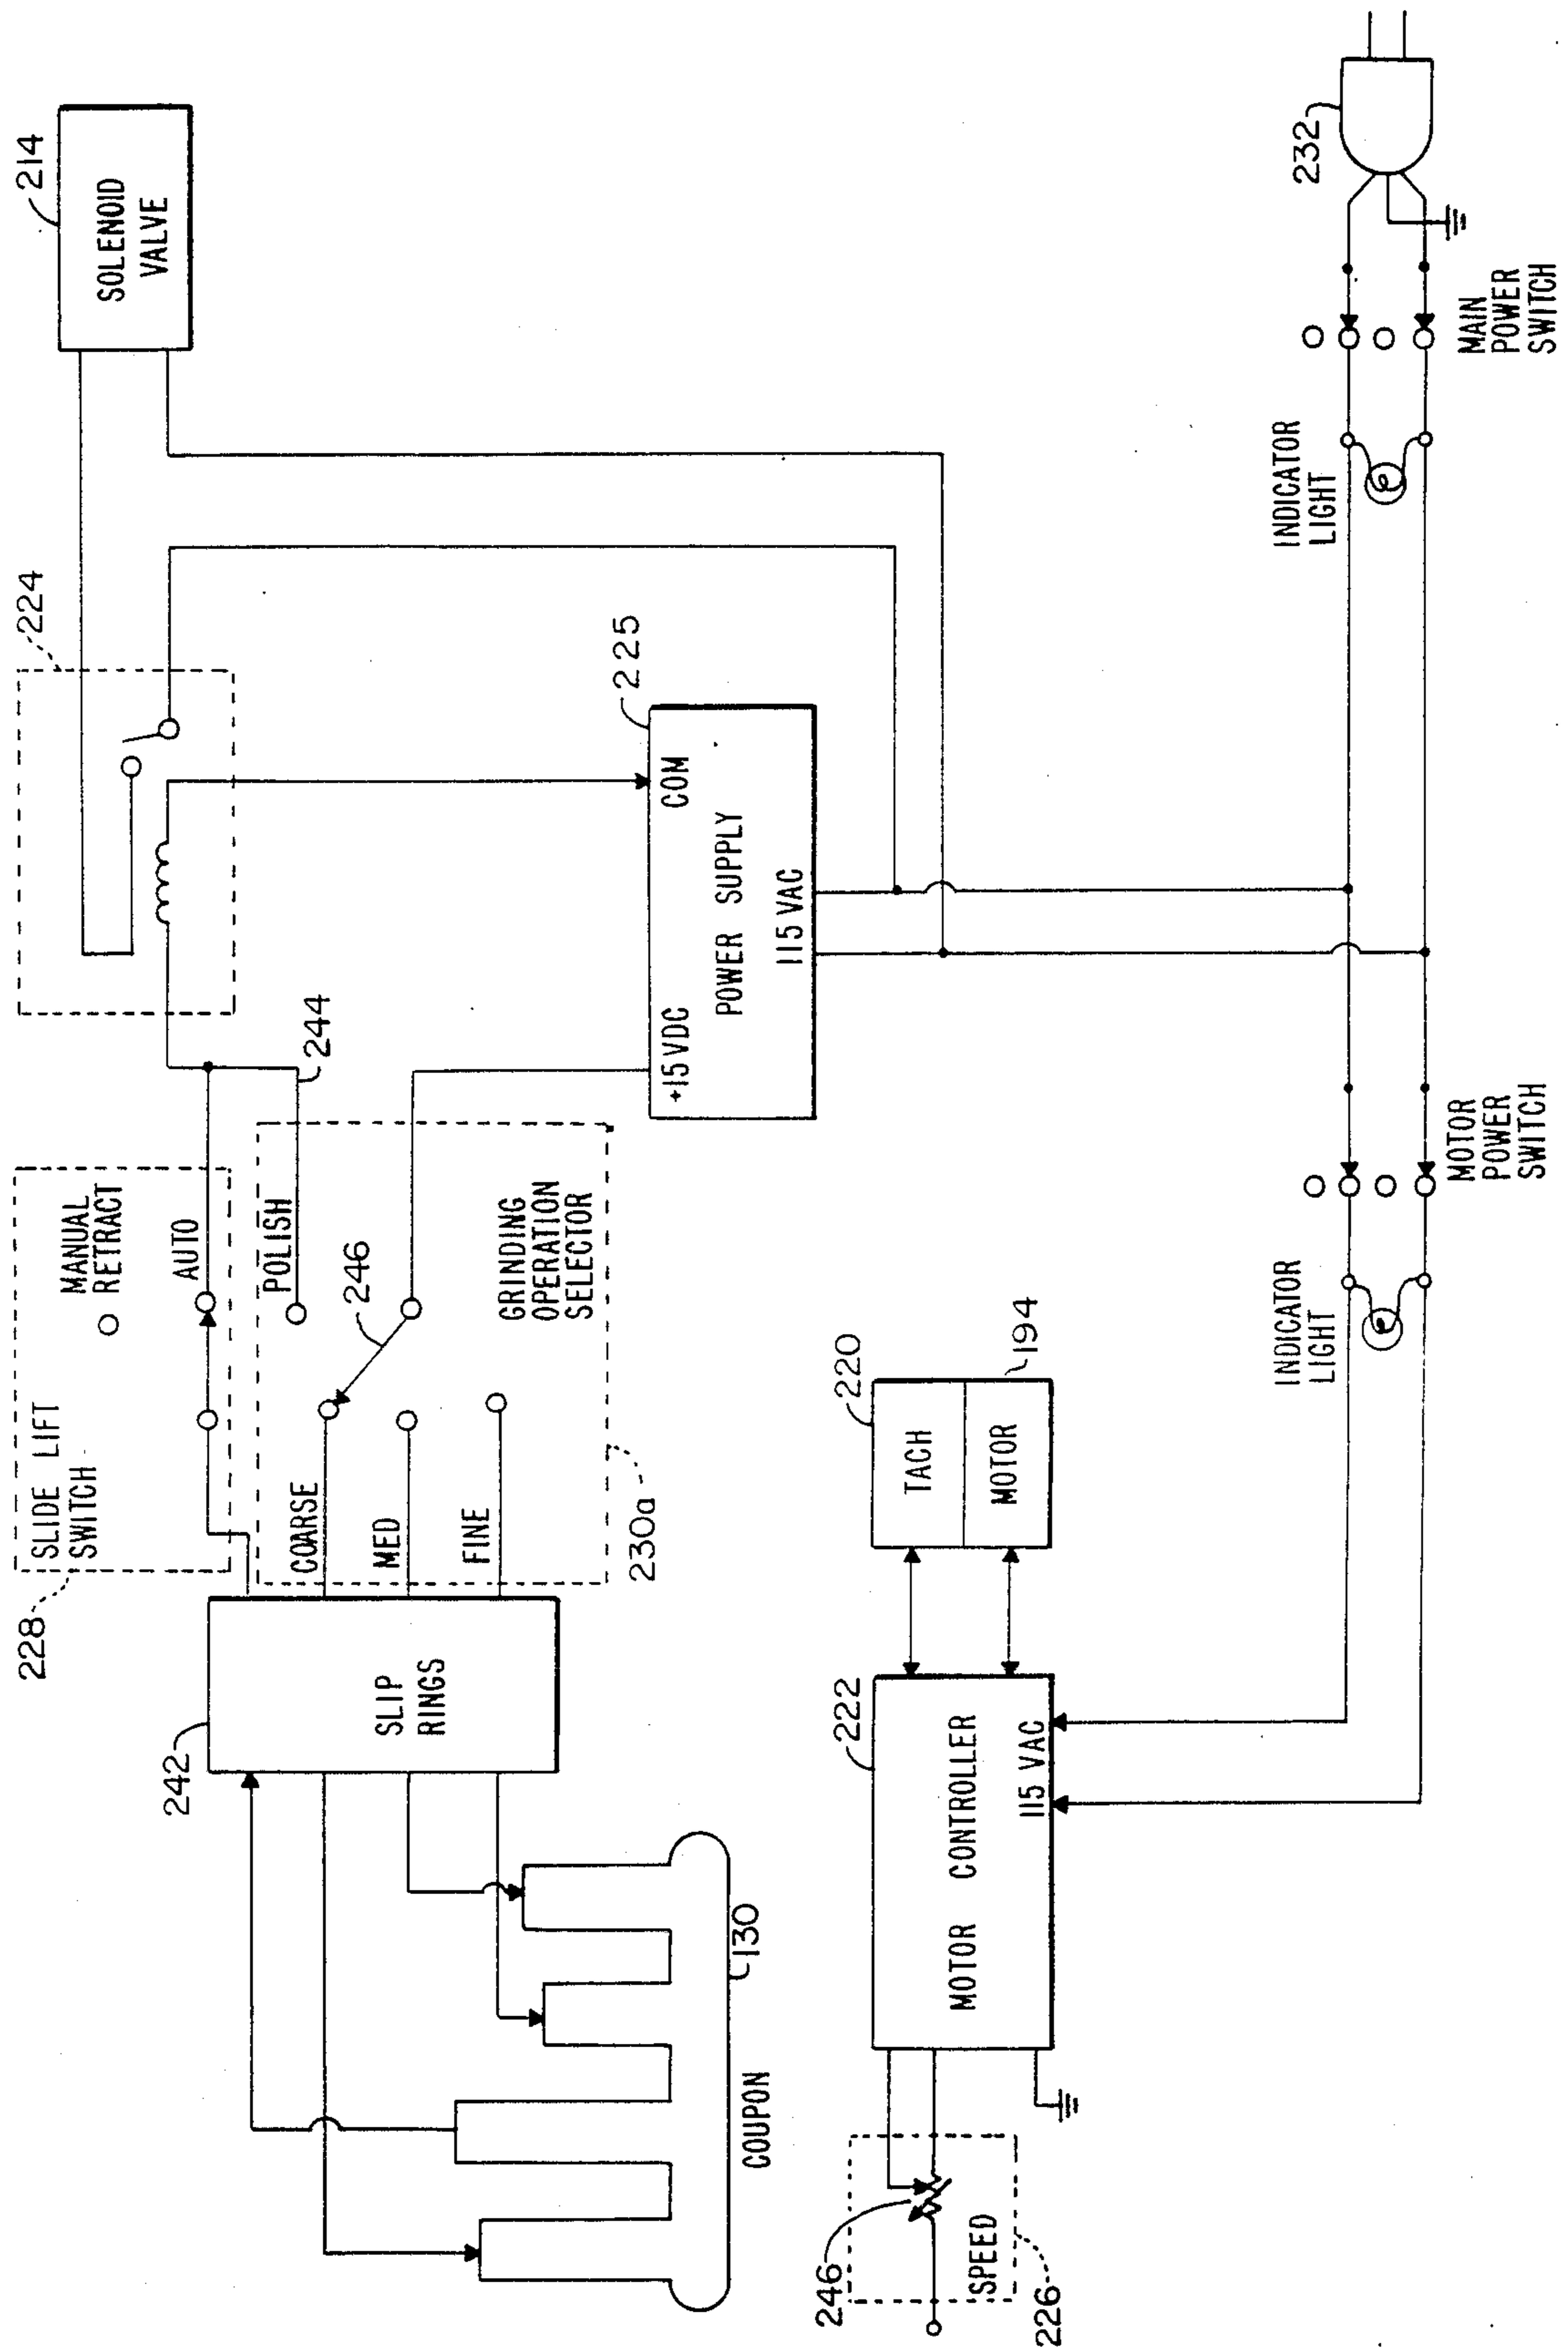 214
SOLENOID
VALVE
224
232
MAIN
POWER
SWITCH
INDICATOR
LIGHT
225
COM
POWER SUPPLY
115 VAC
+15 VDC
244
MANUAL
RETRACT
AUTO
SLIDE LIFT
SWITCH
228
POLISH
246
GRINDING
OPERATION
SELECTOR
COARSE
MED
FINE
230a
MOTOR
POWER
SWITCH
INDICATOR
LIGHT
220
TACH
MOTOR
194
242
SLIP
RINGS
222
MOTOR CONTROLLER
115 VAC
130
COUPON
246
SPEED
226